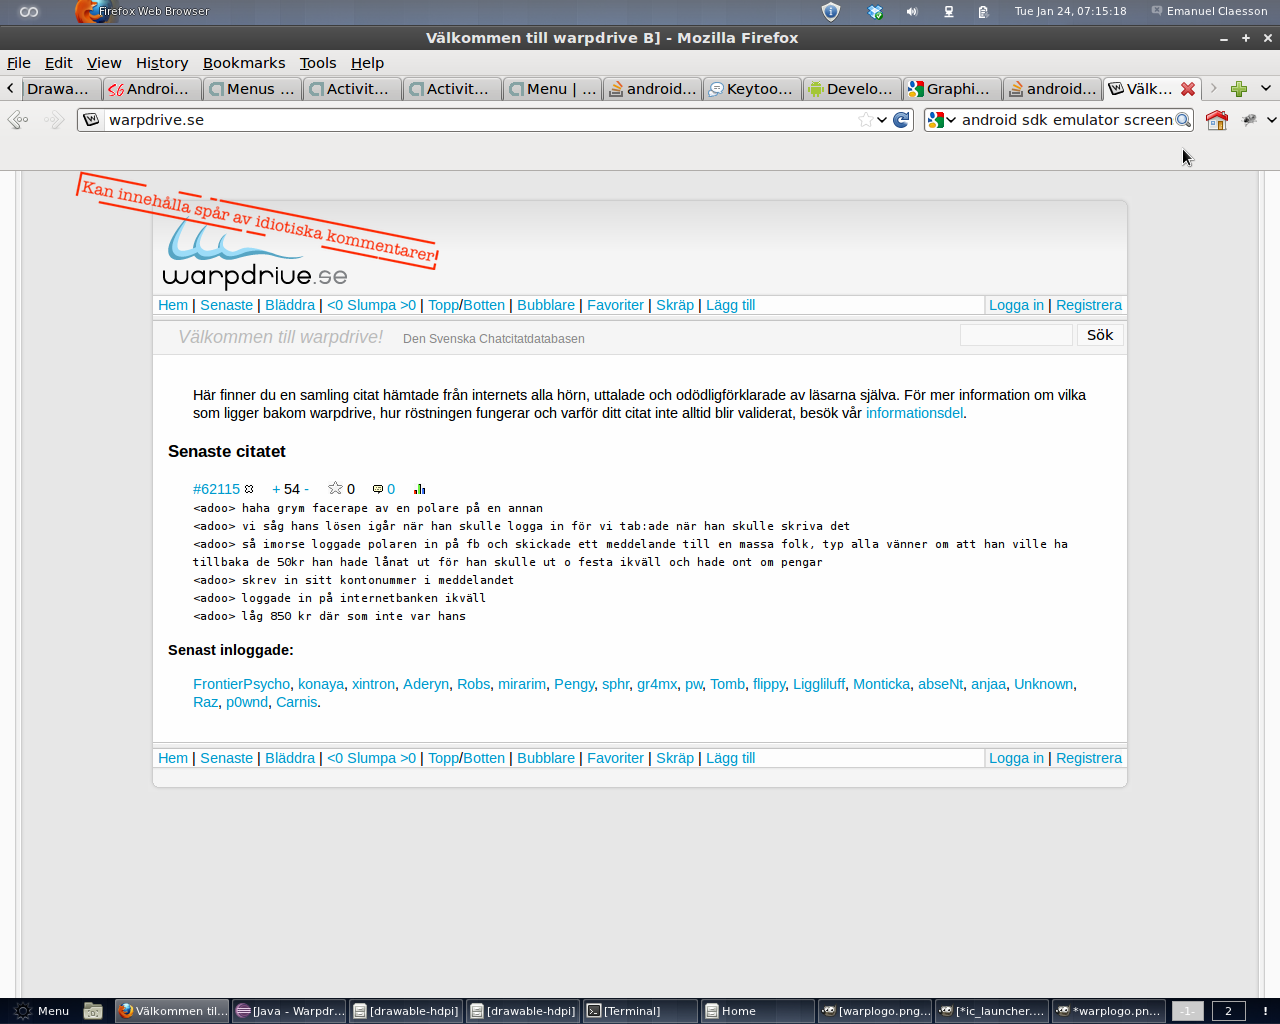 Firefox Web Browser
Tue Jan 24, 07:15:18
Emanuel Claesson
Välkommen till warpdrive B] - Mozilla Firefox
File Edit View History Bookmarks Tools Help
Drawa... Androi... Menus ... Activit... Activit... Menu | ... android... Keytoo... Develo... Graphi... android... Välk...
warpdrive.se
android sdk emulator screen
Kan innehålla spår av idiotiska kommentarer!
warpdrive.se
Hem | Senaste | Bläddra | <0 Slumpa >0 | Topp/Botten | Bubblare | Favoriter | Skräp | Lägg till
Logga in | Registrera
Välkommen till warpdrive!
Den Svenska Chatcitatdatabasen
Sök
Här finner du en samling citat hämtade från internets alla hörn, uttalade och odödligförklarade av läsarna själva. För mer information om vilka
som ligger bakom warpdrive, hur röstningen fungerar och varför ditt citat inte alltid blir validerat, besök vår informationsdel.
Senaste citatet
#62115 + 54 - 0 0
<adoo> haha grym facerape av en polare på en annan
<adoo> vi såg hans lösen igår när han skulle logga in för vi tab:ade när han skulle skriva det
<adoo> så imorse loggade polaren in på fb och skickade ett meddelande till en massa folk, typ alla vänner om att han ville ha
tillbaka de 50kr han hade lånat ut för han skulle ut o festa ikväll och hade ont om pengar
<adoo> skrev in sitt kontonummer i meddelandet
<adoo> loggade in på internetbanken ikväll
<adoo> låg 850 kr där som inte var hans
Senast inloggade:
FrontierPsycho, konaya, xintron, Aderyn, Robs, mirarim, Pengy, sphr, gr4mx, pw, Tomb, flippy, Liggliluff, Monticka, abseNt, anjaa, Unknown,
Raz, p0wnd, Carnis.
Hem | Senaste | Bläddra | <0 Slumpa >0 | Topp/Botten | Bubblare | Favoriter | Skräp | Lägg till
Logga in | Registrera
Menu
Välkommen til...
[Java - Warpdr...
[drawable-hdpi]
[drawable-hdpi]
[Terminal]
Home
[warplogo.png...
[*ic_launcher....
*warplogo.pn...
-1-
2
!